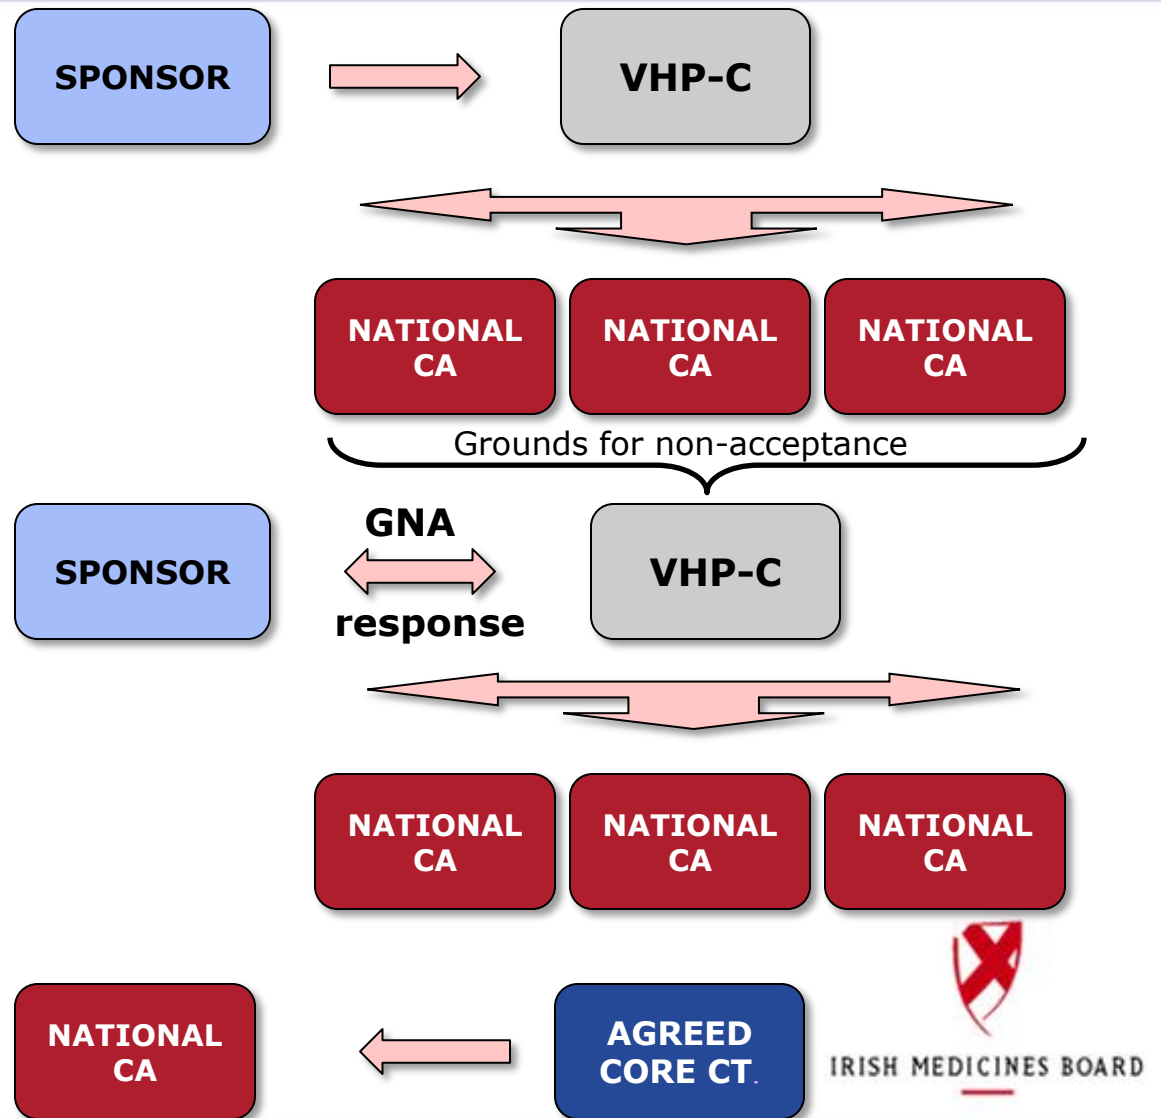 SPONSOR
VHP-C
NATIONAL
CA
NATIONAL
CA
NATIONAL
CA
Grounds for non-acceptance
SPONSOR
GNA
response
VHP-C
NATIONAL
CA
NATIONAL
CA
NATIONAL
CA
NATIONAL
CA
AGREED
CORE CT.
IRISH MEDICINES BOARD